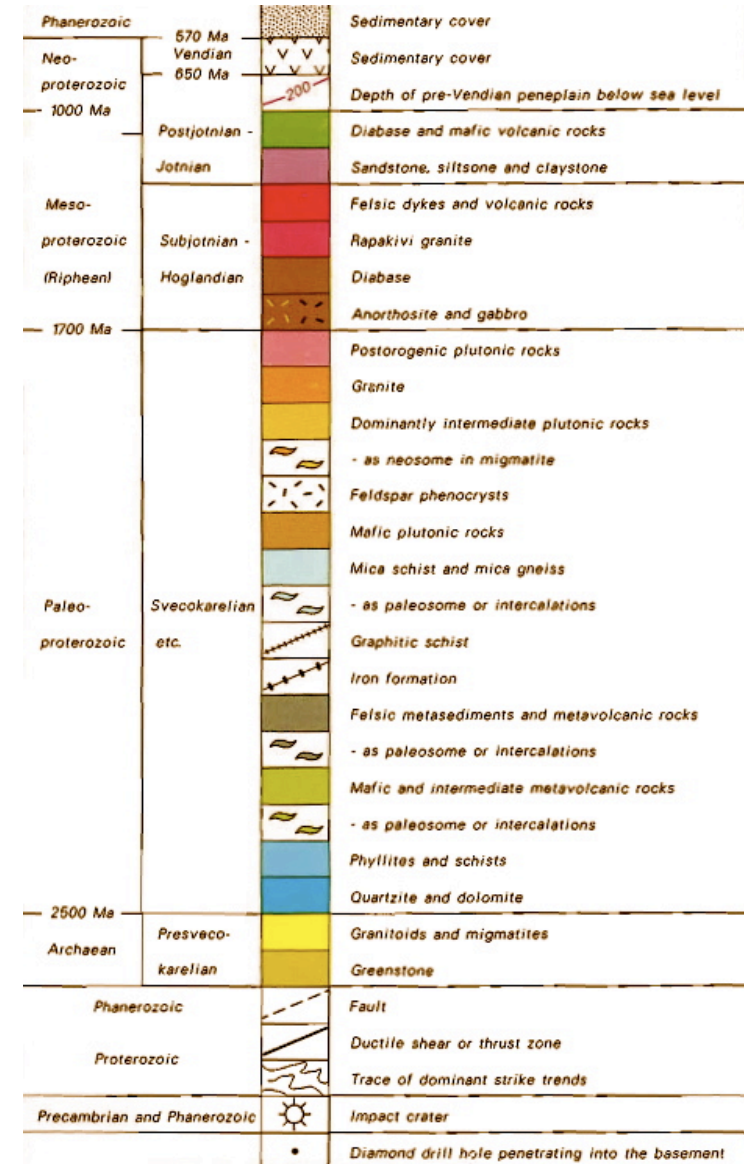 Phanerozoic
Sedimentary cover
570 Ma
Neo-
Vendian
Sedimentary cover
proterozoic
650 Ma
200
Depth of pre-Vendian peneplain below sea level
1000 Ma
Postjotnian -
Diabase and mafic volcanic rocks
Jotnian
Sandstone, siltsone and claystone
Meso-
Felsic dykes and volcanic rocks
proterozoic
Subjotnian -
Rapakivi granite
(Riphean)
Hoglandian
Diabase
Anorthosite and gabbro
1700 Ma
Postorogenic plutonic rocks
Granite
Dominantly intermediate plutonic rocks
- as neosome in migmatite
Feldspar phenocrysts
Mafic plutonic rocks
Mica schist and mica gneiss
Paleo-
Svecokarelian
- as paleosome or intercalations
proterozoic
etc.
Graphitic schist
Iron formation
Felsic metasediments and metavolcanic rocks
- as paleosome or intercalations
Mafic and intermediate metavolcanic rocks
- as paleosome or intercalations
Phyllites and schists
Quartzite and dolomite
2500 Ma
Archaean
Presveco-
Granitoids and migmatites
karelian
Greenstone
Phanerozoic
Fault
Proterozoic
Ductile shear or thrust zone
Trace of dominant strike trends
Precambrian and Phanerozoic
Impact crater
Diamond drill hole penetrating into the basement